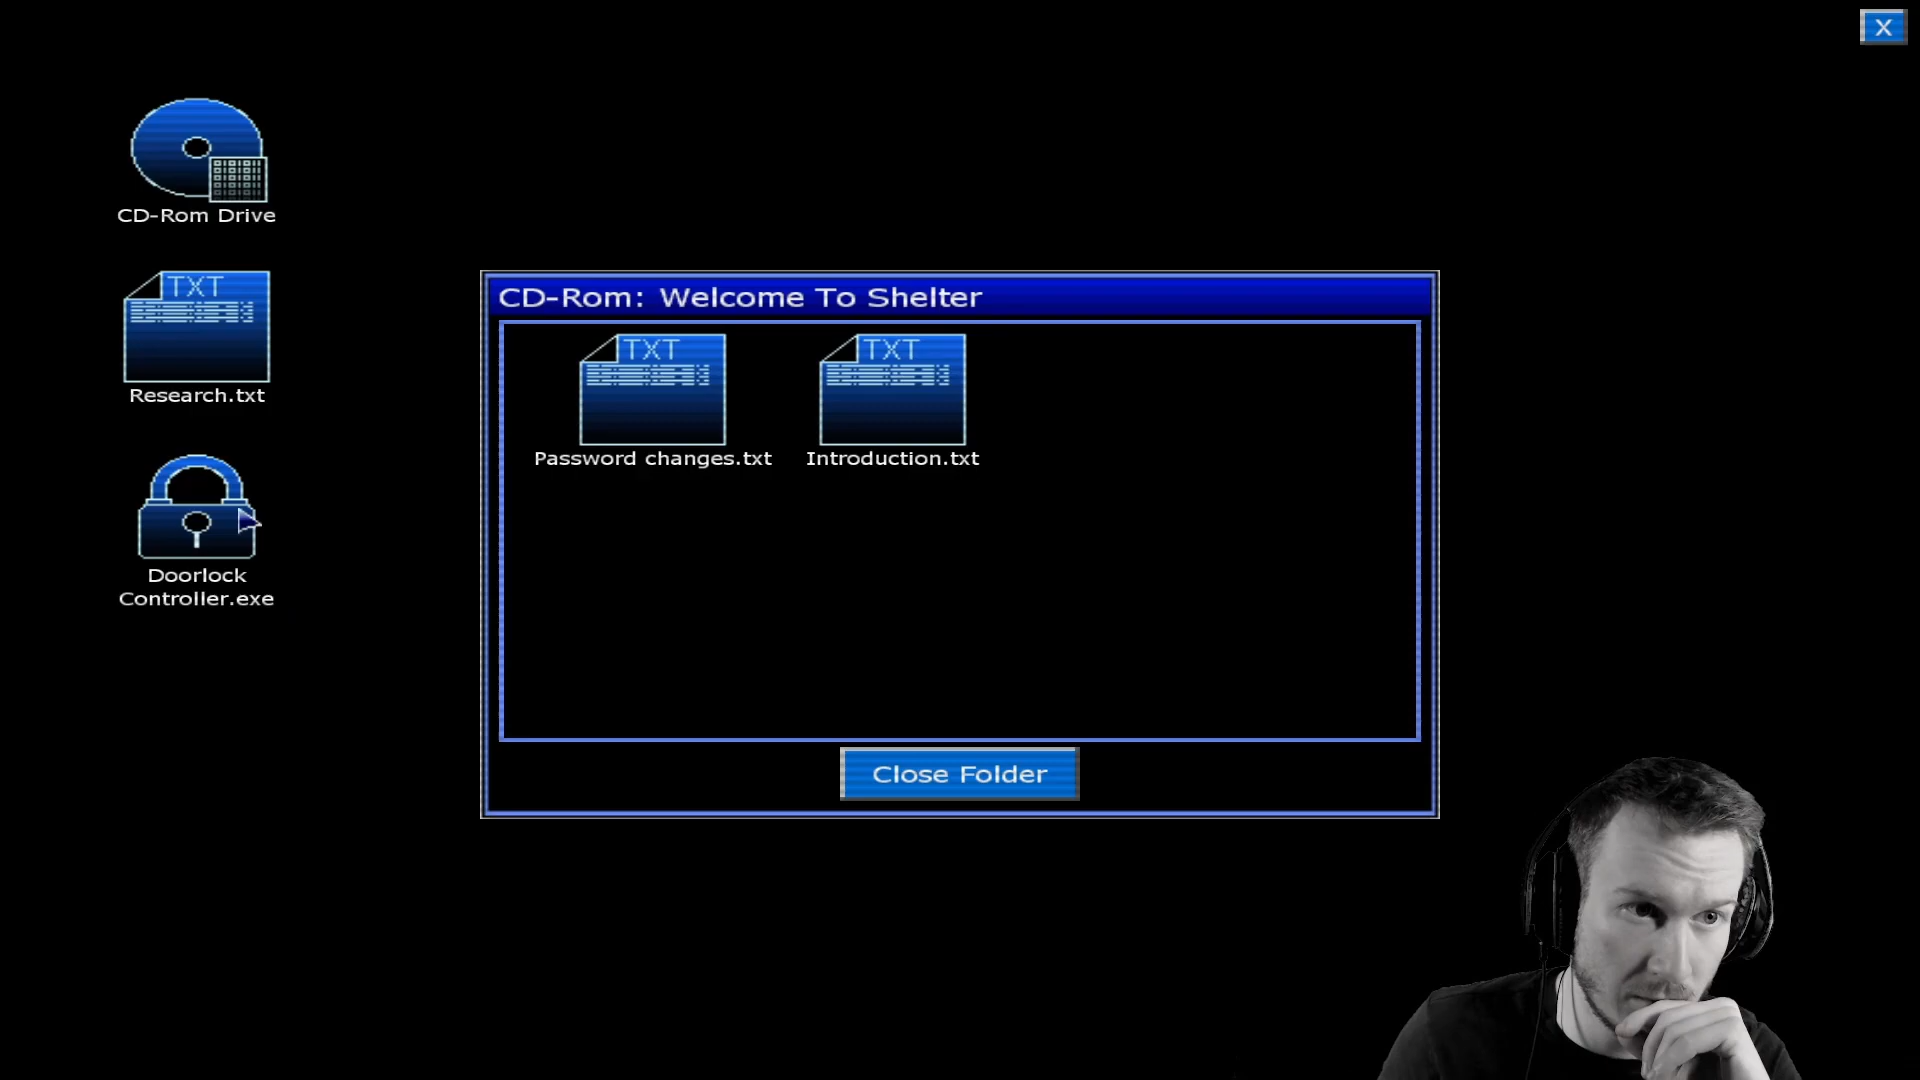 X
CD-Rom Drive
TXT
Research.txt
Doorlock
Controller.exe
CD-Rom: Welcome To Shelter
TXT
Password changes.txt
TXT
Introduction.txt
Close Folder